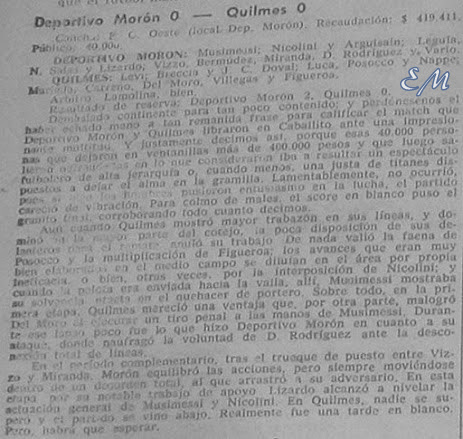 Deportivo Morón 0 — Quilmes 0
Cancha: F. C. Oeste (local Dep. Morón). Recaudación: $ 419.411.
Público: 40.000.
DEPORTIVO MORON: Musimessi; Nicolini y Arguisain; Leguía,
N. Salas y Lizardo; Vizzo, Bermúdez, Miranda, D. Rodríguez y Vario.
QUILMES: Levi; Breccia y J. C. Doval; Luca, Posocco y Nappe;
Carreño, Del Moro, Villegas y Figueroa.
Arbitro Lamolina, bien.
Resultado de reserva: Deportivo Morón 2, Quilmes 0.
Dembalado continente para tan poco contenido; y perdónesenos el
haber echado mano a tan remanida frase para calificar el match que
Deportivo Morón y Quilmes libraron en Caballito ante una impresio-
nante multitud. Y justamente decimos así, porque esas 40.000 perso-
nas que dejaron en ventanillas más de $ 400.000 pesos y que luego sa-
en lo que consideraron iba a resultar un espectáculo
futbolero de alta jerarquía o, cuando menos, una justa de titanes dis-
puestos a dejar el alma en la gramilla. Lamentablemente, no ocurrió,
pues si los pusieron entusiasmo en la lucha, el partido
careció de vibración. Para colmo de males, el score en blanco puso el
granito final, corroborando todo cuanto decimos.
Aun cuando Quilmes mostró mayor trabazón en sus líneas, y do-
minó en la mayor parte del cotejo, la poca disposición de sus de-
lanteros para el remate anuló su trabajo. De nada valió la faena de
Posocco y la multiplicación de Figueroa; los avances que eran muy
bien elaborados en el medio campo se diluían en el área por propia
ineficacia o bien, otras veces, por la interposición de Nicolini; y
cuando la pelota era enviada hacia la valla, allí, Musimessi mostraba
su solvencia intacta en el quehacer de portero. Sobre todo, en la pri-
mera etapa. Quilmes mereció una ventaja que, por otra parte, malogró
Del Moro al ejecutar un tiro penal a las manos de Musimessi. Duran-
te ese lapso poco fue lo que hizo Deportivo Morón en cuanto a su
ataque, donde naufragó la voluntad de D. Rodríguez ante la desco-
nexión total de líneas.
En el período complementario, tras el trueque de puesto entre Viz-
zo y Miranda, Morón equilibró las acciones, pero siempre moviéndose
dentro de un desorden total, al que arrastró a su adversario. En esta
etapa por su notable trabajo de apoyo Lizardo alcanzó a nivelar la
actuación general de Musimessi y Nicolini. En Quilmes, nadie se su-
peró y el partido se vino abajo. Realmente fue una tarde en blanco.
Pero, habrá que esperar.
EM